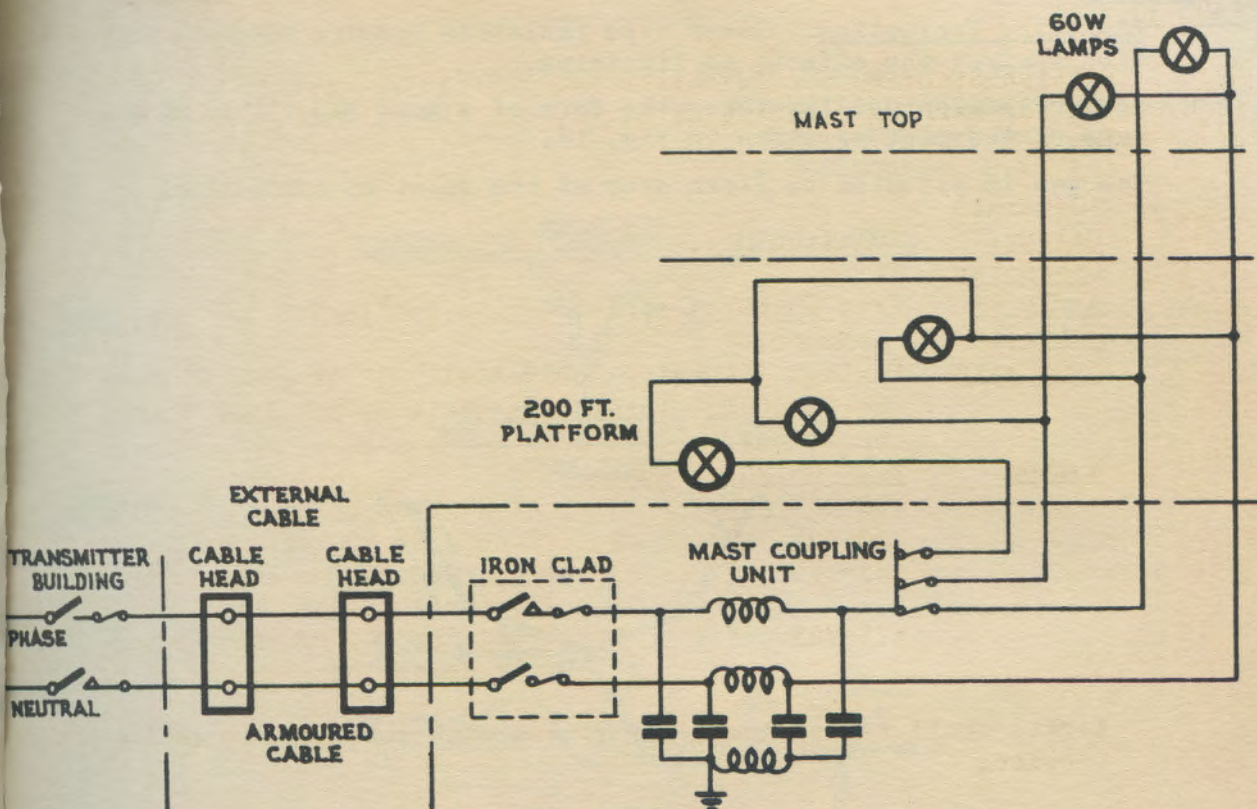 60W
LAMPS
MAST TOP
200 FT.
PLATFORM
EXTERNAL
CABLE
TRANSMITTER
BUILDING
CABLE
HEAD
CABLE
HEAD
IRON CLAD
MAST COUPLING
UNIT
PHASE
NEUTRAL
ARMOURED
CABLE